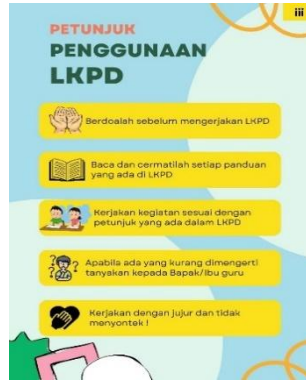 iii
PETUNJUK
PENGGUNAAN
LKPD
Berdoalah sebelum mengerjakan LKPD
Baca dan cermatilah setiap panduan
yang ada di LKPD
Kerjakan kegiatan sesuai dengan
petunjuk yang ada dalam LKPD
Apabila ada yang kurang dimengerti
tanyakan kepada Bapak/Ibu guru
Kerjakan dengan jujur dan tidak
menyontek !